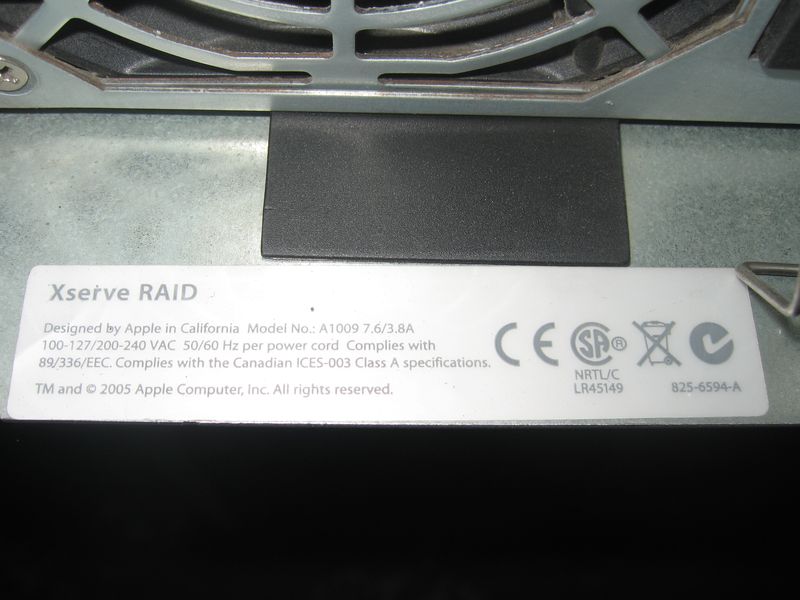 Xserve RAID
Designed by Apple in California Model No.: A1009 7.6/3.8A
100-127/200-240 VAC 50/60 Hz per power cord Complies with
89/336/EEC. Complies with the Canadian ICES-003 Class A specifications.
TM and © 2005 Apple Computer, Inc. All rights reserved.
CE
SA ®
NRTL/C
LR45149
825-6594-A